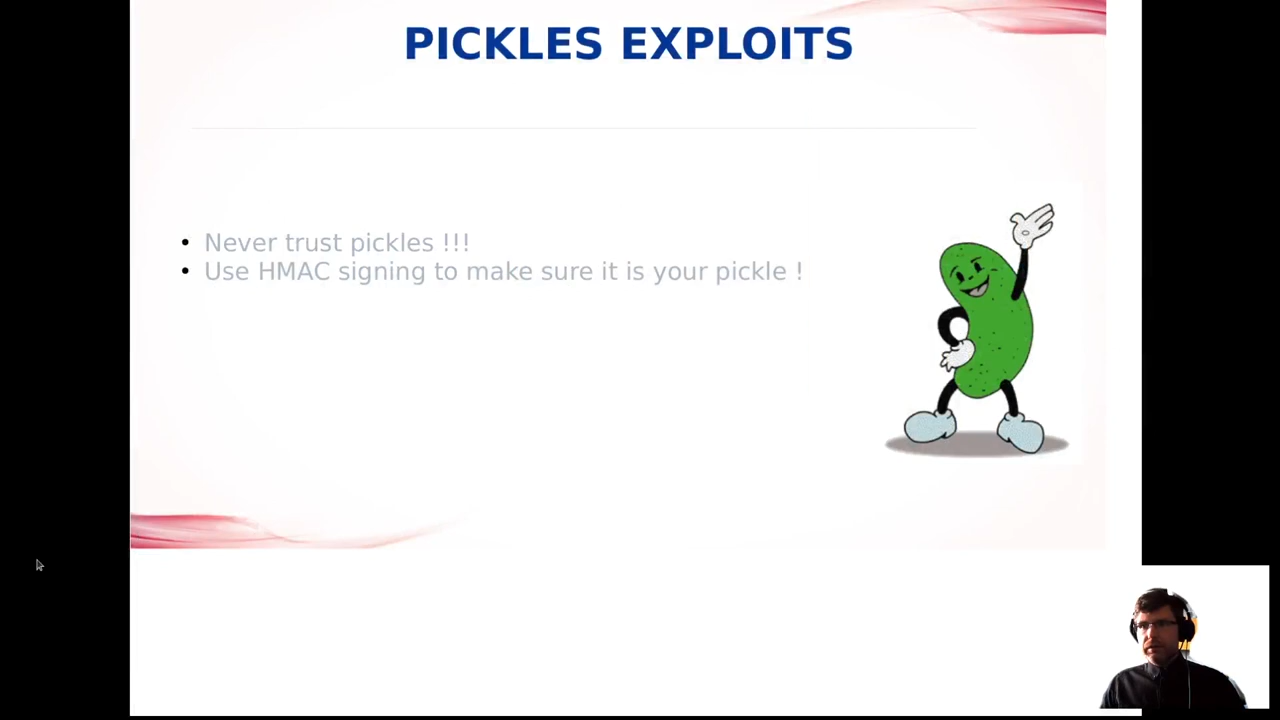 PICKLES EXPLOITS
• Never trust pickles !!!
• Use HMAC signing to make sure it is your pickle !